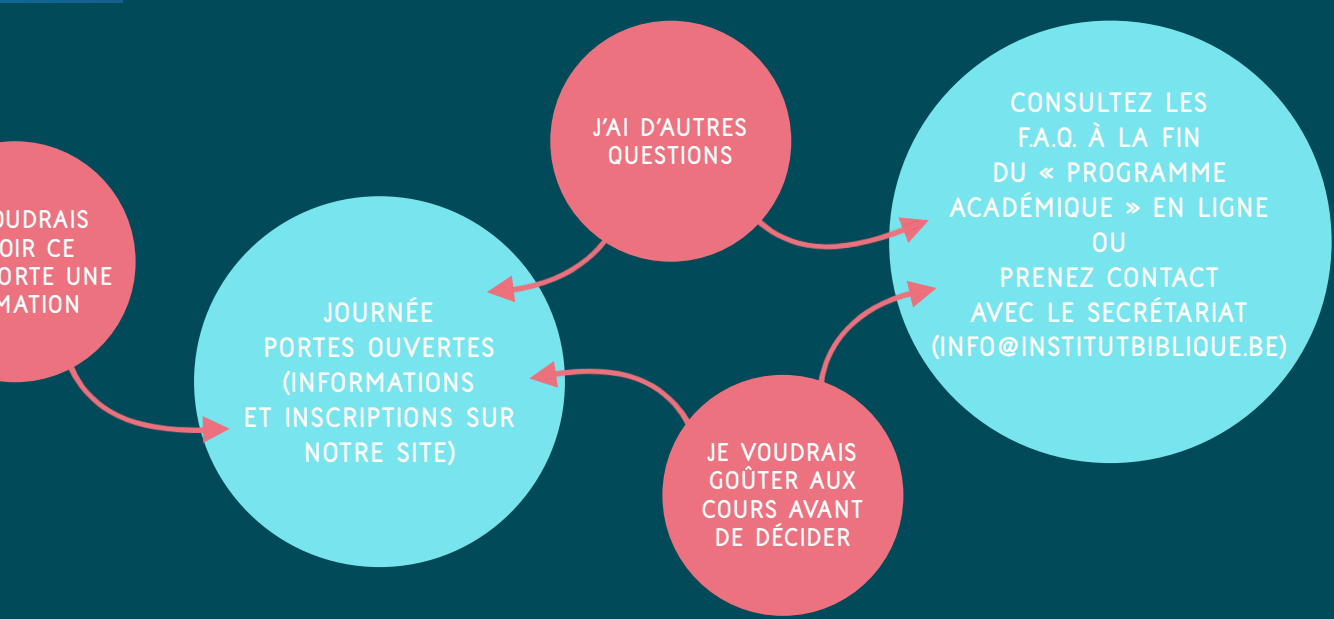 OUDRAIS
OIR CE
ORTE UNE
MATION
JOURNÉE
PORTES OUVERTES
(INFORMATIONS
ET INSCRIPTIONS SUR
NOTRE SITE)
J'AI D'AUTRES
QUESTIONS
JE VOUDRAIS
GOÛTER AUX
COURS AVANT
DE DÉCIDER
CONSULTEZ LES
F.A.Q. À LA FIN
DU « PROGRAMME
ACADÉMIQUE » EN LIGNE
OU
PRENEZ CONTACT
AVEC LE SECRÉTARIAT
(INFO@INSTITUTBIBLIQUE.BE)